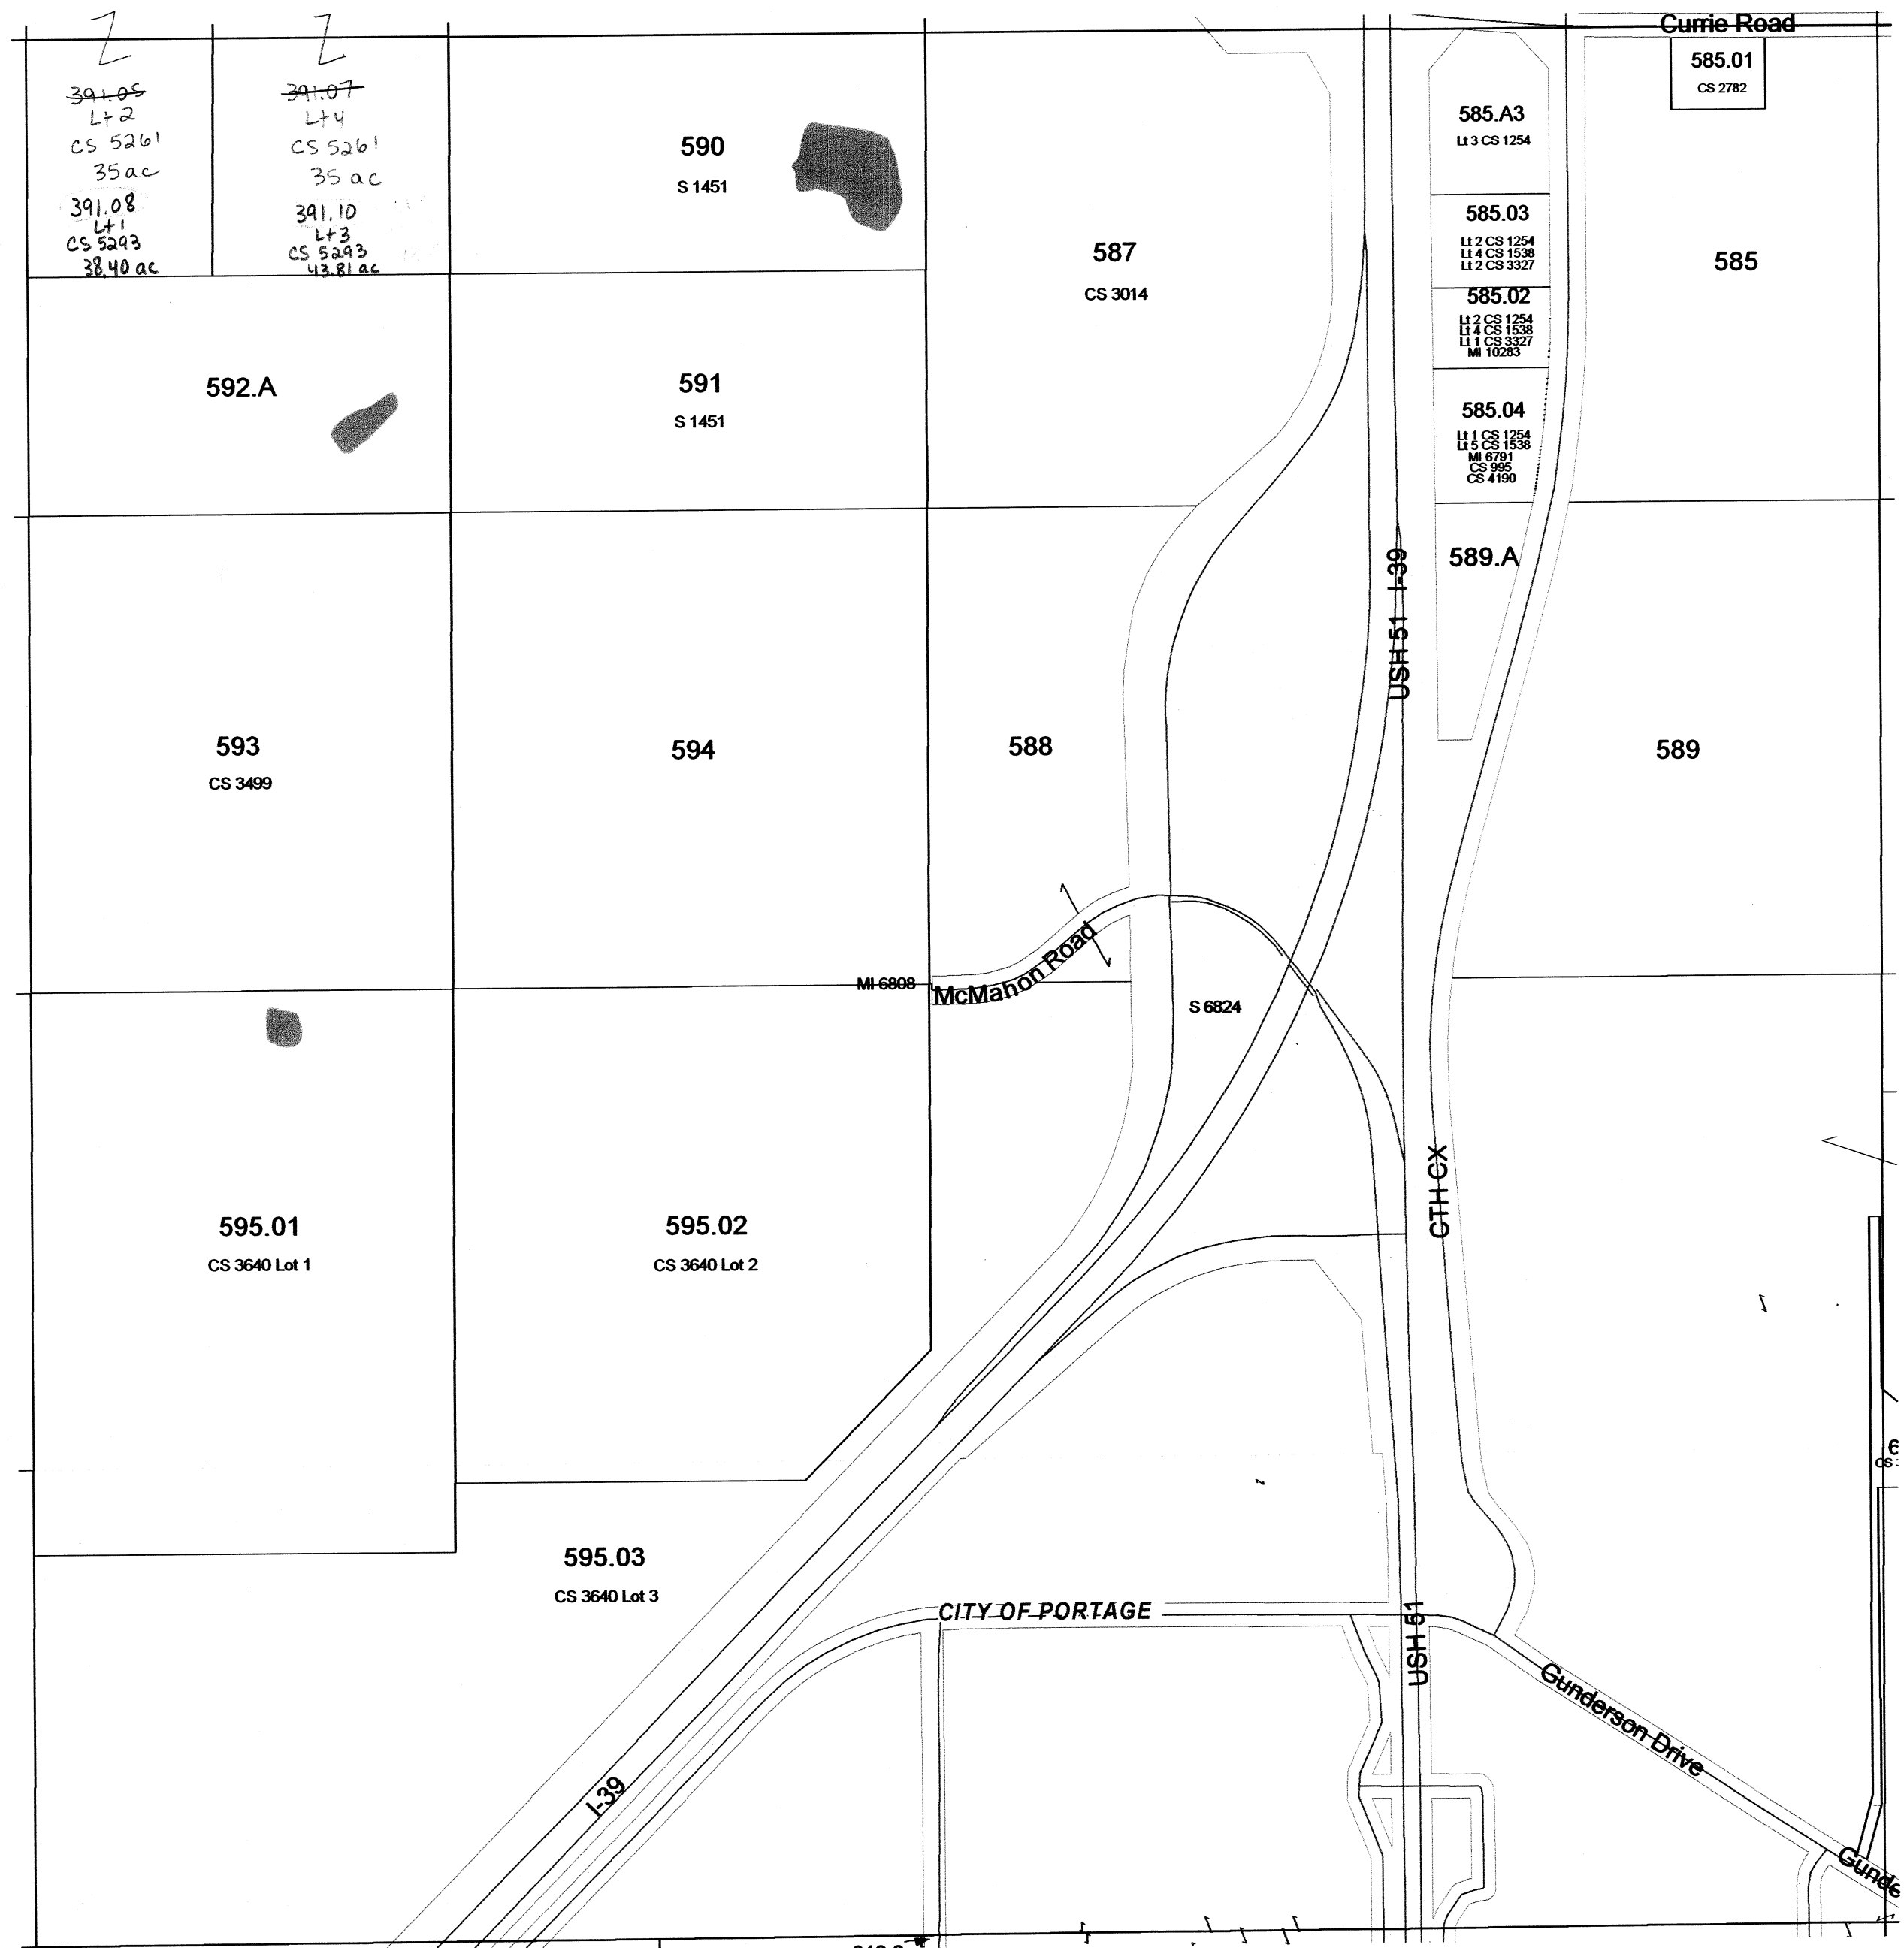 Currie Road
391.05
Lt 2
CS 5261
35 ac
391.08
Lt 1
CS 5293
38.40 ac
391.07
Lt 4
CS 5261
35 ac
391.10
Lt 3
CS 5293
43.81 ac
590
S 1451
587
CS 3014
585.01
CS 2782
585.A3
Lt 3 CS 1254
585.03
Lt 2 CS 1254
Lt 4 CS 1538
Lt 2 CS 3327
585
585.02
Lt 2 CS 1254
Lt 4 CS 1538
Lt 1 CS 3327
MI 10283
592.A
591
S 1451
585.04
Lt 1 CS 1254
Lt 5 CS 1538
MI 6791
CS 995
CS 4190
589.A
USH 51 I-39
593
CS 3499
594
588
589
MI 6808
McMahon Road
S 6824
CTH CX
595.01
CS 3640 Lot 1
595.02
CS 3640 Lot 2
6
CS
595.03
CS 3640 Lot 3
CITY OF PORTAGE
USH 51
Gunderson Drive
I-39
Gunde